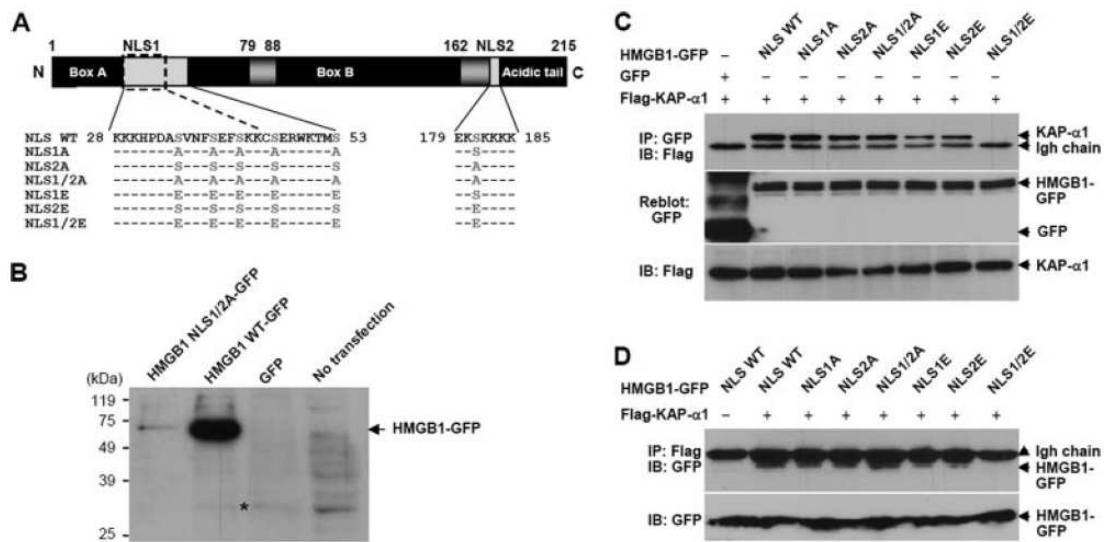 A
1 NLS1 79 88 162 NLS2 215
N Box A Box B Acidic tail C
NLS WT 28 KKKHPDASVNFSEFSKKCSERWKTMS 53 179 EKSKKKK 185
NLS1A --------A---A--A---A------A --S----
NLS2A --------S---S--S---S------S --A----
NLS1/2A --------A---A--A---A------A --A----
NLS1E --------E---E--E---E------E --S----
NLS2E --------S---S--S---S------S --E----
NLS1/2E --------E---E--E---E------E --E----
B
HMGB1 NLS1/2A-GFP
HMGB1 WT-GFP
GFP
No transfection
(kDa)
119
75
49
39
25
HMGB1-GFP
*
C
HMGB1-GFP – NLS WT NLS1A NLS2A NLS1/2A NLS1E NLS2E NLS1/2E
GFP + – – – – – – –
Flag-KAP-α1 + + + + + + + +
IP: GFP
IB: Flag
KAP-α1
Igh chain
Reblot:
GFP
HMGB1-
GFP
GFP
IB: Flag
KAP-α1
D
HMGB1-GFP NLS WT NLS WT NLS1A NLS2A NLS1/2A NLS1E NLS2E NLS1/2E
Flag-KAP-α1 – + + + + + + +
IP: Flag
IB: GFP
Igh chain
HMGB1-
GFP
IB: GFP
HMGB1-
GFP